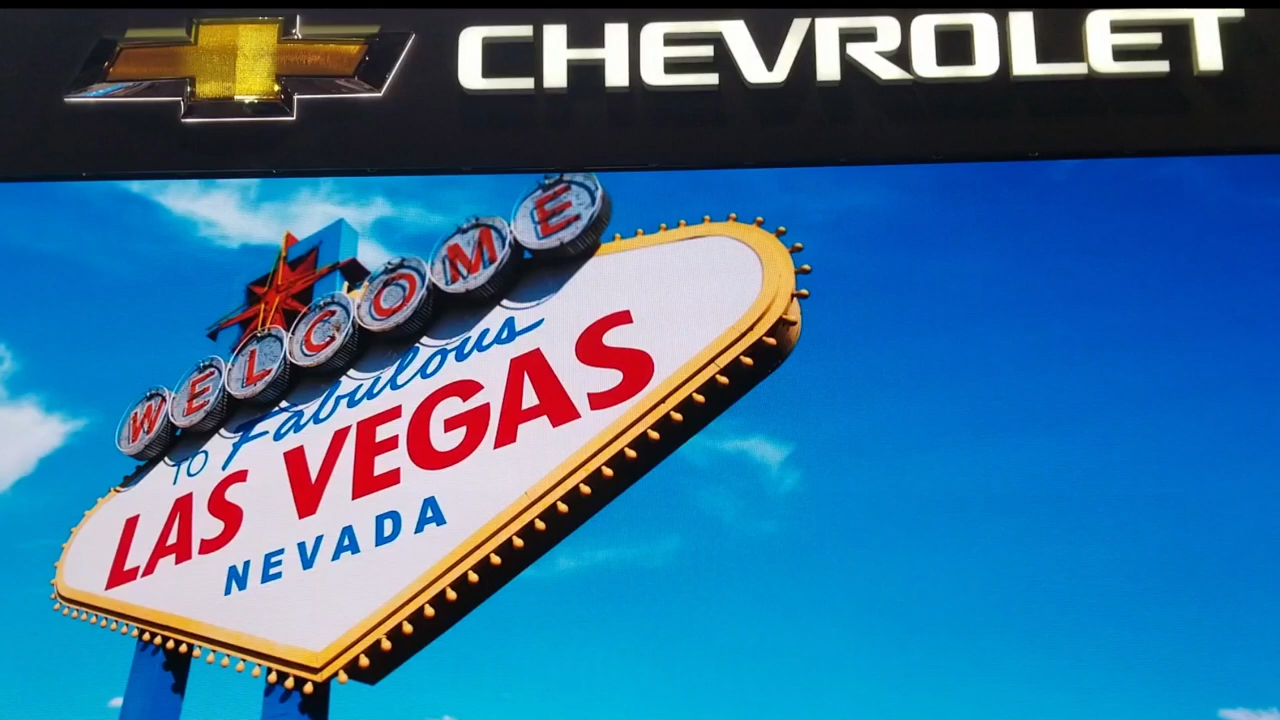 CHEVROLET
WELCOME
TO Fabulous
LAS VEGAS
NEVADA